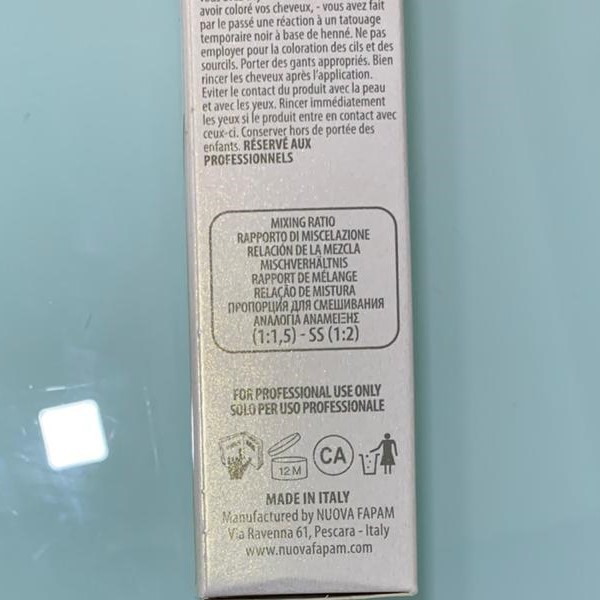 avoir coloré vos cheveux, - vous avez fait
par le passé une réaction à un tatouage
temporaire noir à base de henné. Ne pas
employer pour la coloration des cils et des
sourcils. Porter des gants appropriés. Bien
rincer les cheveux après l'application.
Eviter le contact du produit avec la peau
et avec les yeux. Rincer immédiatement
les yeux si le produit entre en contact avec
ceux-ci. Conserver hors de portée des
enfants. RÉSERVÉ AUX
PROFESSIONNELS
MIXING RATIO
RAPPORTO DI MISCELAZIONE
RELACIÓN DE LA MEZCLA
MISCHVERHÄLTNIS
RAPPORT DE MÉLANGE
RELAÇÃO DE MISTURA
ПРОПОРЦИЯ ДЛЯ СМЕШИВАНИЯ
ΑΝΑΛΟΓΙΑ ΑΝΑΜΕΙΞΗΣ
(1:1,5) - SS (1:2)
FOR PROFESSIONAL USE ONLY
SOLO PER USO PROFESSIONALE
12 M
CA
MADE IN ITALY
Manufactured by NUOVA FAPAM
Via Ravenna 61, Pescara - Italy
www.nuovafapam.com